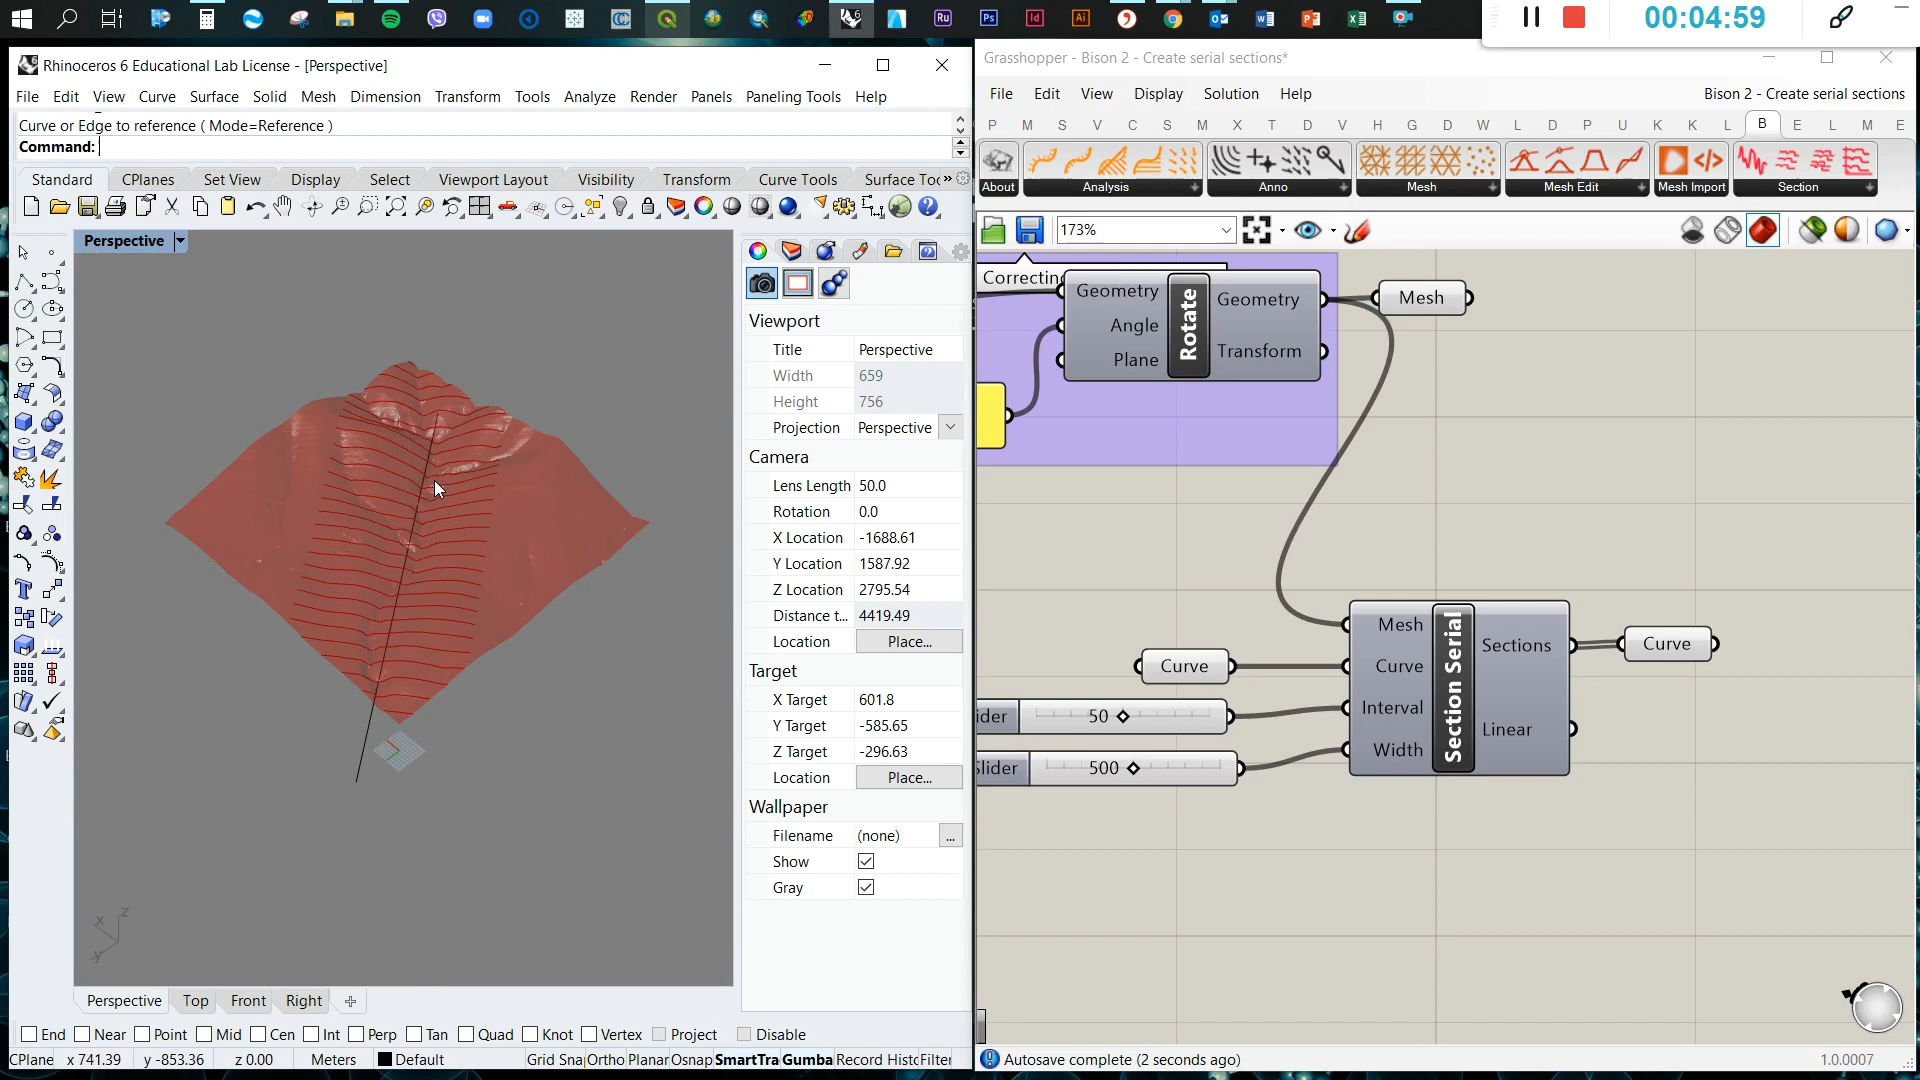 00:04:59
Rhinoceros 6 Educational Lab License - [Perspective]
File Edit View Curve Surface Solid Mesh Dimension Transform Tools Analyze Render Panels Paneling Tools Help
Curve or Edge to reference ( Mode=Reference )
Command:
Standard CPlanes Set View Display Select Viewport Layout Visibility Transform Curve Tools Surface Too
Perspective
Viewport
Title Perspective
Width 659
Height 756
Projection Perspective
Camera
Lens Length 50.0
Rotation 0.0
X Location -1688.61
Y Location 1587.92
Z Location 2795.54
Distance t... 4419.49
Location Place...
Target
X Target 601.8
Y Target -585.65
Z Target -296.63
Location Place...
Wallpaper
Filename (none) ...
Show
Gray
x z y
Perspective Top Front Right
End Near Point Mid Cen Int Perp Tan Quad Knot Vertex Project Disable
CPlane x 741.39 y -853.36 z 0.00 Meters Default Grid Sna Ortho Planar Osnap SmartTra Gumba Record Histo Filter
Grasshopper - Bison 2 - Create serial sections*
File Edit View Display Solution Help
Bison 2 - Create serial sections
P M S V C S M X T D V H G D W L D P U K K L B E L M E
About Analysis Anno Mesh Mesh Edit Mesh Import Section
173%
Correcting
Geometry Angle Plane Rotate Geometry Transform
Mesh
Mesh Curve Interval Width Section Serial Sections Linear
Curve
Curve
ider 50
lider 500
Autosave complete (2 seconds ago)
1.0.0007